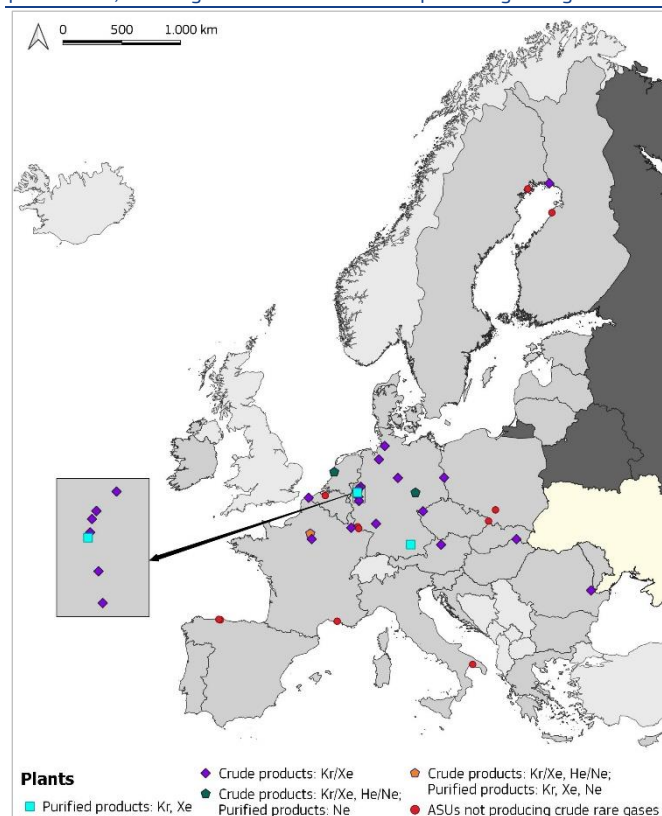 0 500 1.000 km
Plants
Purified products: Kr, Xe
Crude products: Kr/Xe
Crude products: Kr/Xe, He/Ne;
Purified products: Ne
Crude products: Kr/Xe, He/Ne;
Purified products: Kr, Xe, Ne
ASUs not producing crude rare gases